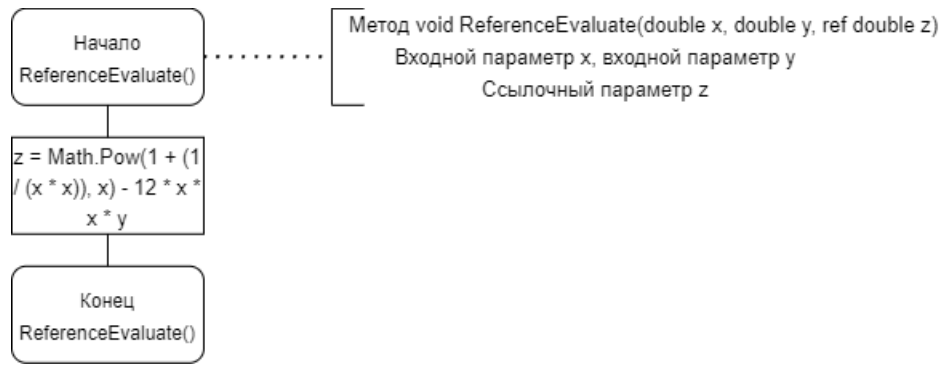 Начало
ReferenceEvaluate()
Метод void ReferenceEvaluate(double x, double y, ref double z)
Входной параметр x, входной параметр y
Ссылочный параметр z
z = Math.Pow(1 + (1
/ (x * x)), x) - 12 * x *
x * y
Конец
ReferenceEvaluate()